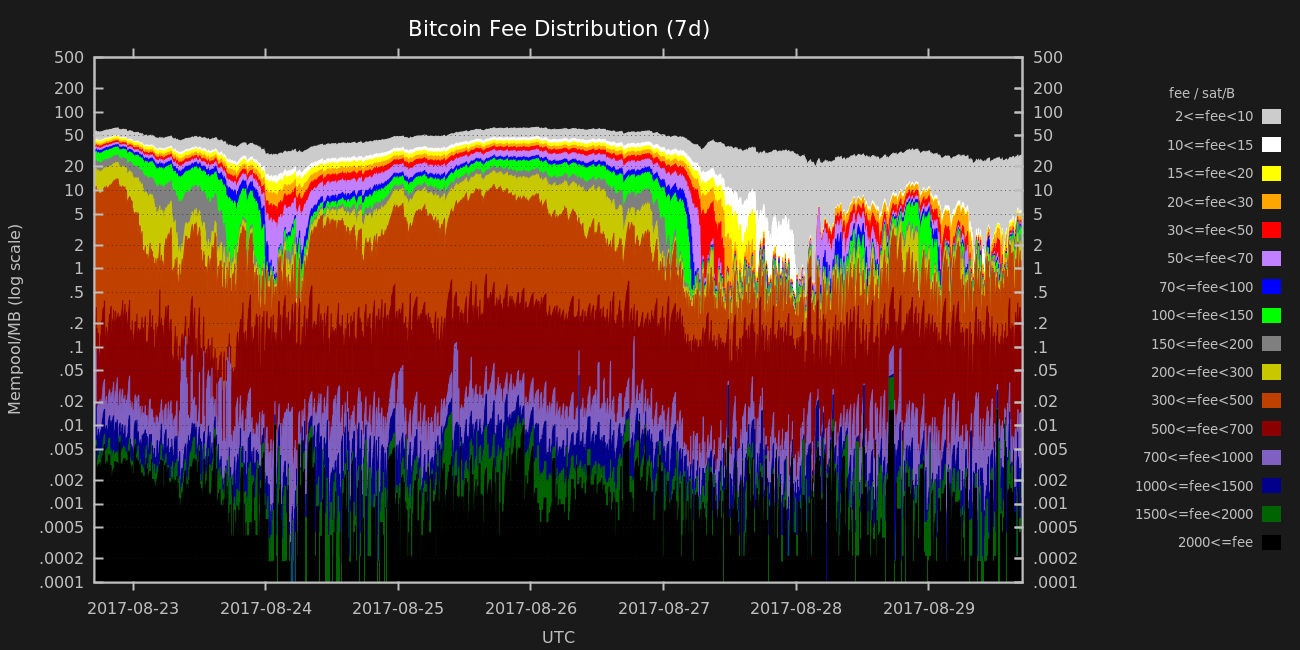 Bitcoin Fee Distribution (7d)
500
200
100
50
20
10
5
2
1
.5
.2
.1
.05
.02
.01
.005
.002
.001
.0005
.0002
.0001
Mempool/MB (log scale)
500
200
100
50
20
10
5
2
1
.5
.2
.1
.05
.02
.01
.005
.002
.001
.0005
.0002
.0001
2017-08-23 2017-08-24 2017-08-25 2017-08-26 2017-08-27 2017-08-28 2017-08-29
UTC
fee / sat/B
2<=fee<10
10<=fee<15
15<=fee<20
20<=fee<30
30<=fee<50
50<=fee<70
70<=fee<100
100<=fee<150
150<=fee<200
200<=fee<300
300<=fee<500
500<=fee<700
700<=fee<1000
1000<=fee<1500
1500<=fee<2000
2000<=fee